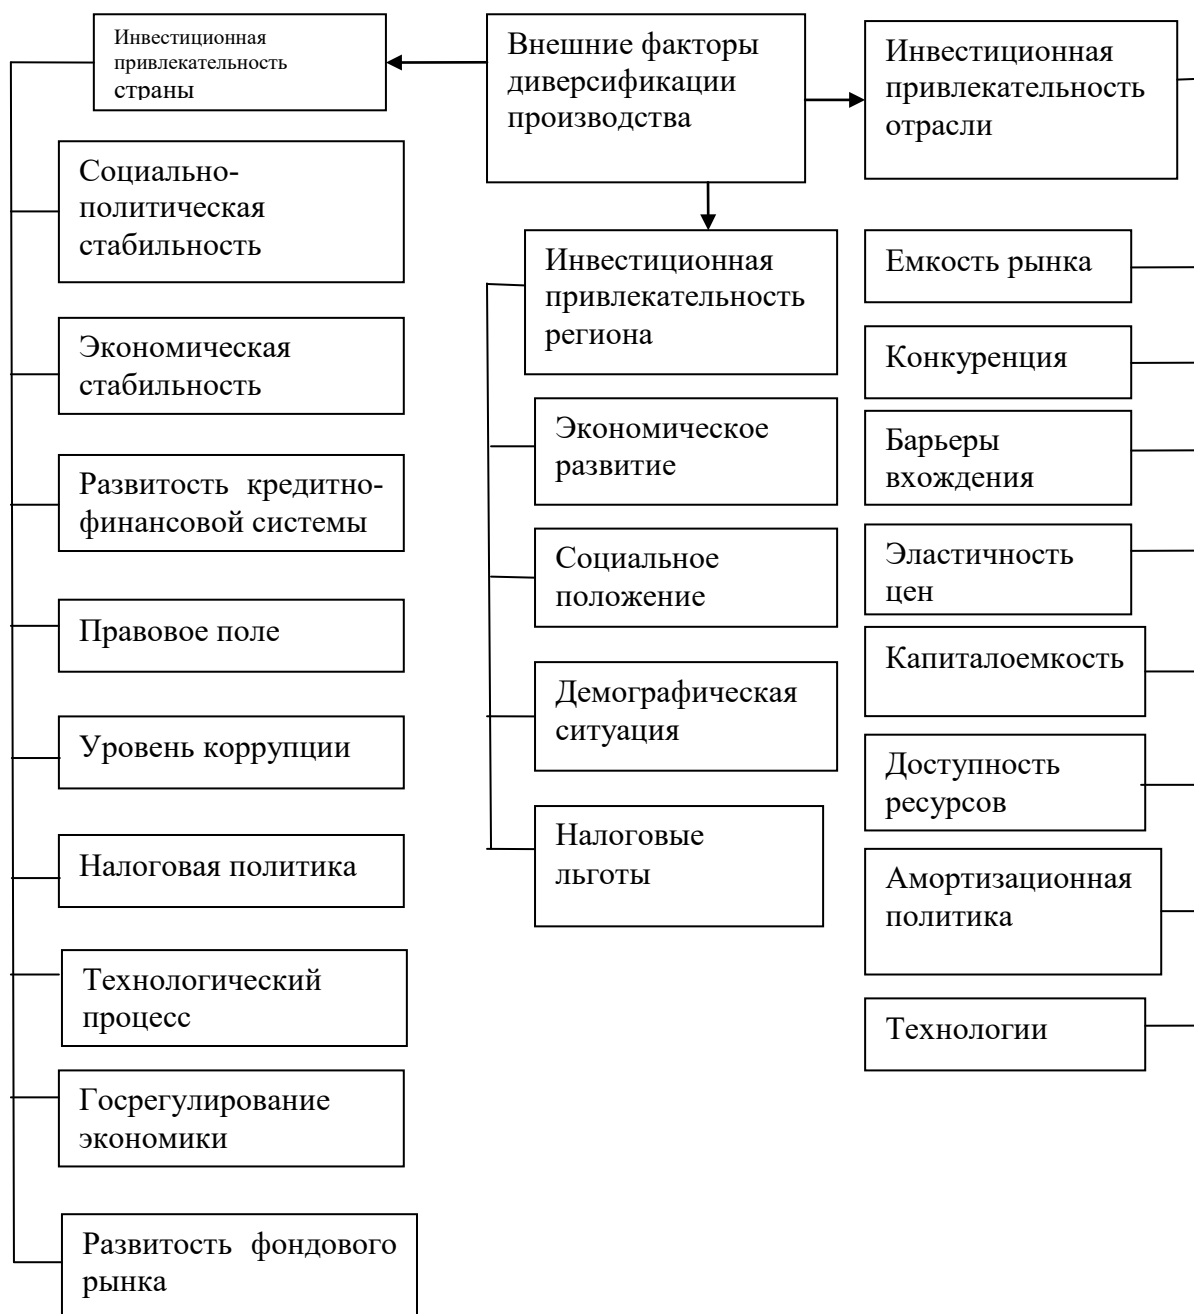 Инвестиционная
привлекательность
страны
Внешние факторы
диверсификации
производства
Инвестиционная
привлекательность
отрасли
Социально-
политическая
стабильность
Экономическая
стабильность
Развитость кредитно-
финансовой системы
Правовое поле
Уровень коррупции
Налоговая политика
Технологический
процесс
Госрегулирование
экономики
Развитость фондового
рынка
Инвестиционная
привлекательность
региона
Экономическое
развитие
Социальное
положение
Демографическая
ситуация
Налоговые
льготы
Емкость рынка
Конкуренция
Барьеры
вхождения
Эластичность
цен
Капиталоемкость
Доступность
ресурсов
Амортизационная
политика
Технологии